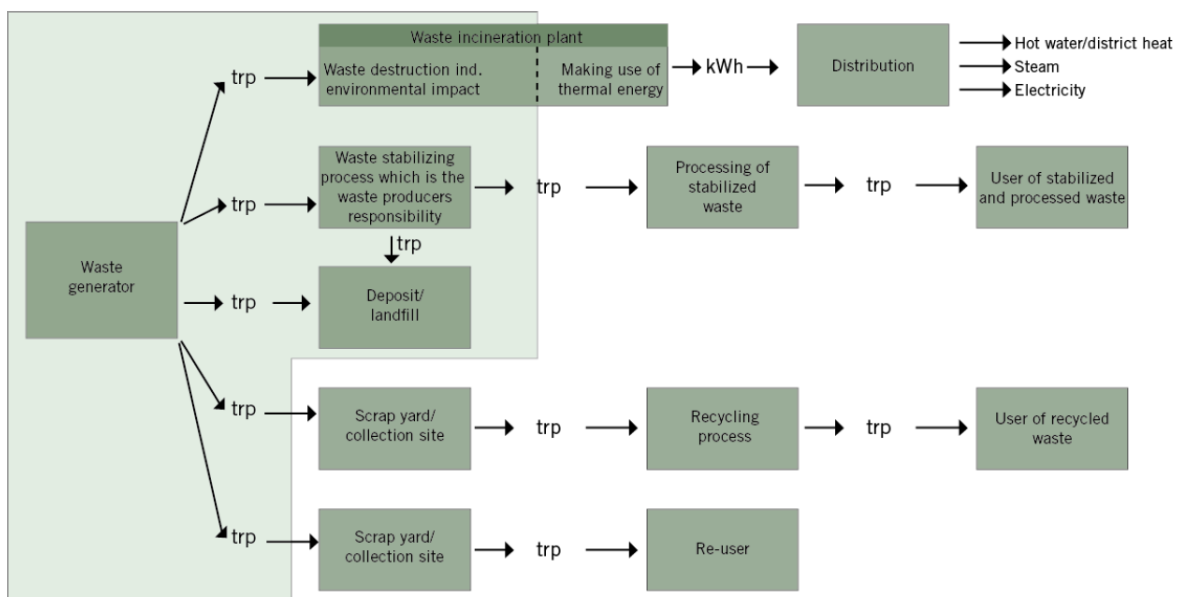 Waste incineration plant
trp
Waste destruction ind.
environmental impact
Making use of
thermal energy
kWh
Distribution
Hot water/district heat
Steam
Electricity
trp
Waste stabilizing
process which is the
waste producers
responsibility
trp
Processing of
stabilized
waste
trp
User of stabilized
and processed waste
trp
Waste
generator
trp
Deposit/
landfill
trp
Scrap yard/
collection site
trp
Recycling
process
trp
User of recycled
waste
trp
Scrap yard/
collection site
trp
Re-user